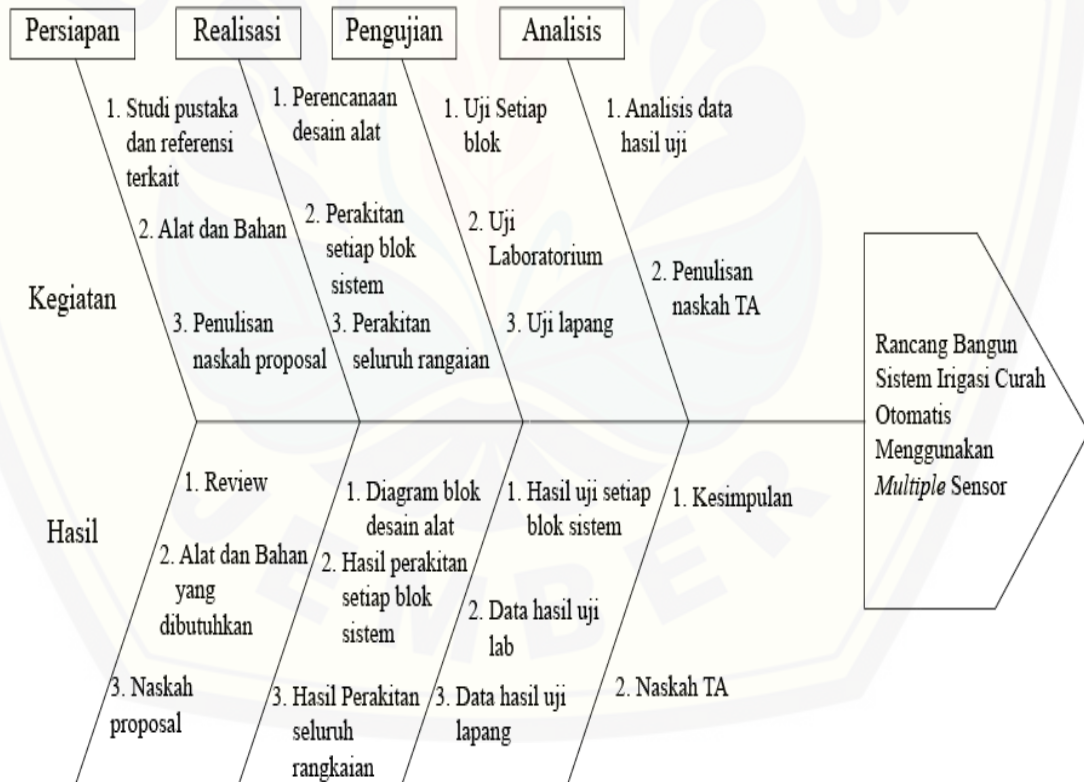 Persiapan
Realisasi
Pengujian
Analisis
Kegiatan
1. Studi pustaka
dan referensi
terkait
2. Alat dan Bahan
3. Penulisan
naskah proposal
1. Perencanaan
desain alat
2. Perakitan
setiap blok
sistem
3. Perakitan
seluruh rangaian
1. Uji Setiap
blok
2. Uji
Laboratorium
3. Uji lapang
1. Analisis data
hasil uji
2. Penulisan
naskah TA
Rancang Bangun
Sistem Irigasi Curah
Otomatis
Menggunakan
Multiple Sensor
Hasil
1. Review
2. Alat dan Bahan
yang
dibutuhkan
3. Naskah
proposal
1. Diagram blok
desain alat
2. Hasil perakitan
setiap blok
sistem
3. Hasil Perakitan
seluruh
rangkaian
1. Hasil uji setiap
blok sistem
2. Data hasil uji
lab
3. Data hasil uji
lapang
1. Kesimpulan
2. Naskah TA
JEMBER